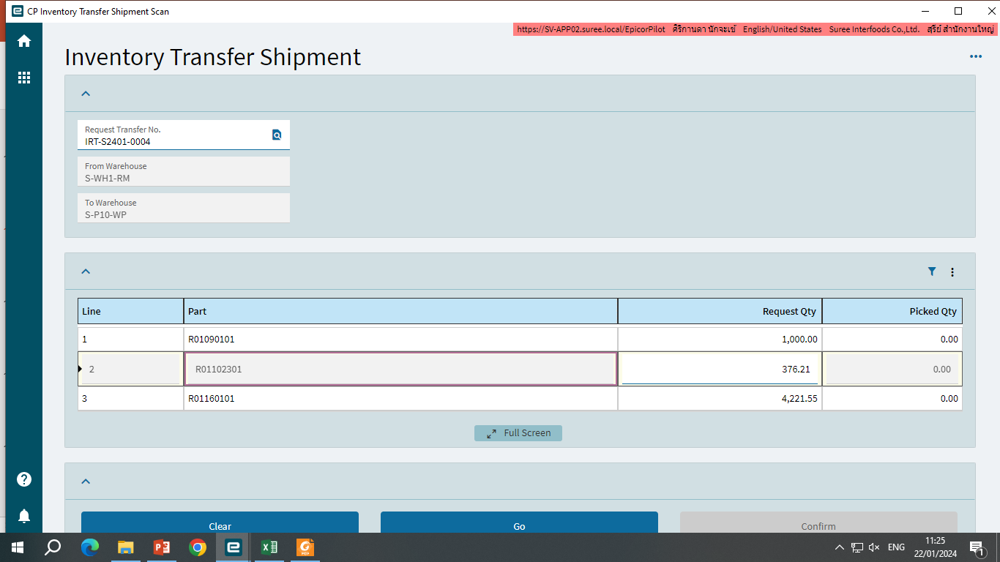 CP Inventory Transfer Shipment Scan
https://SV-APP02.suree.local/EpicorPilot ศิริกานดา นักจะเข้ English/United States Suree Interfoods Co.,Ltd. สุรีย์ สำนักงานใหญ่
Inventory Transfer Shipment
Request Transfer No.
IRT-S2401-0004
From Warehouse
S-WH1-RM
To Warehouse
S-P10-WP
Line Part Request Qty Picked Qty
1 R01090101 1,000.00 0.00
2 R01102301 376.21 0.00
3 R01160101 4,221.55 0.00
Full Screen
Clear Go Confirm
ENG
11:25
22/01/2024
1